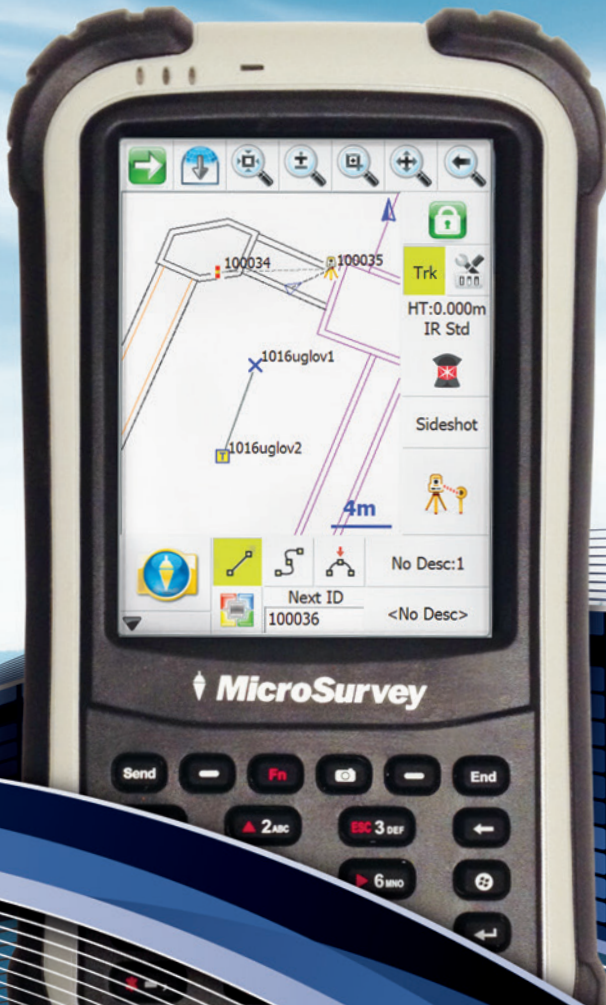 100034
100035
Trk
HT:0.000m
IR Std
1016uglov1
Sideshot
1016uglov2
T
4m
No Desc:1
Next ID
100036
<No Desc>
MicroSurvey
Send
Fn
End
2ABC
ESC 3 DEF
6MNO